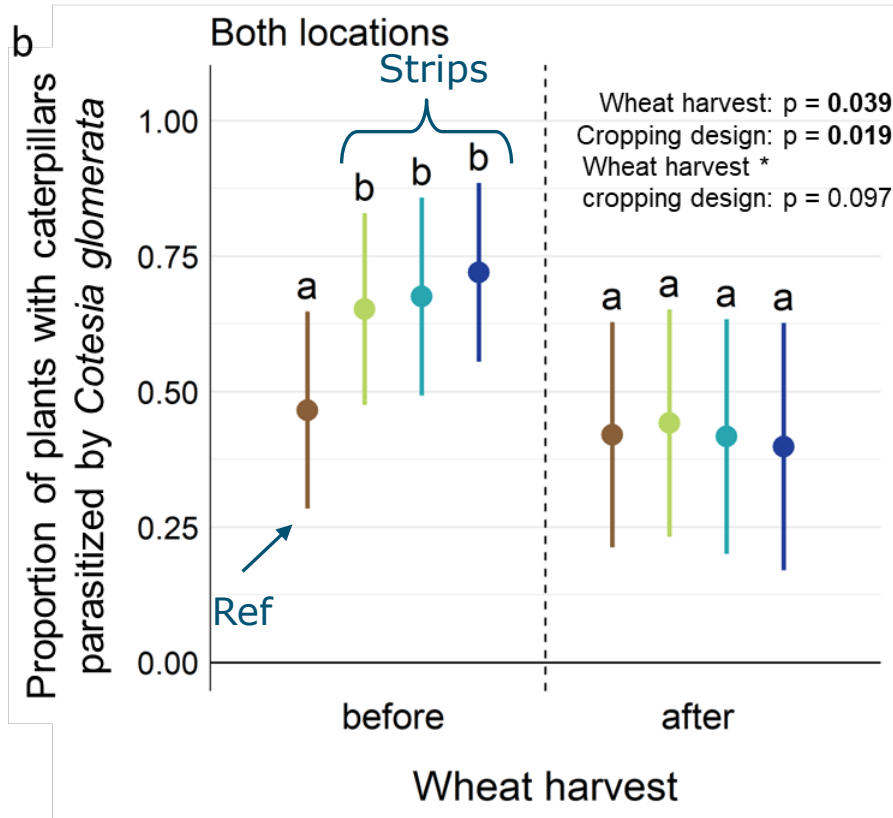 b
Both locations
Strips
Wheat harvest: p = 0.039
Cropping design: p = 0.019
Wheat harvest *
cropping design: p = 0.097
Proportion of plants with caterpillars
parasitized by Cotesia glomerata
1.00
0.75
0.50
0.25
0.00
a
b
b
b
a
a
a
a
Ref
before
after
Wheat harvest